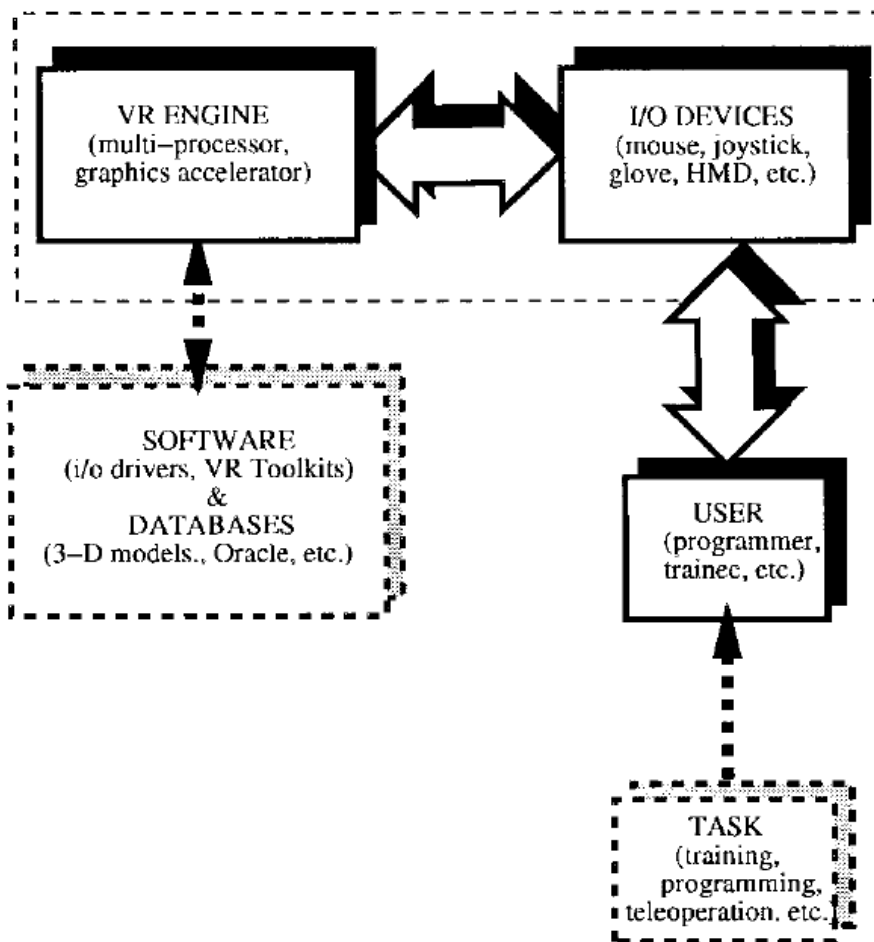 VR ENGINE
(multi-processor,
graphics accelerator)
I/O DEVICES
(mouse, joystick,
glove, HMD, etc.)
SOFTWARE
(i/o drivers, VR Toolkits)
&
DATABASES
(3-D models., Oracle, etc.)
USER
(programmer,
trainee, etc.)
TASK
(training,
programming,
teleoperation. etc.)